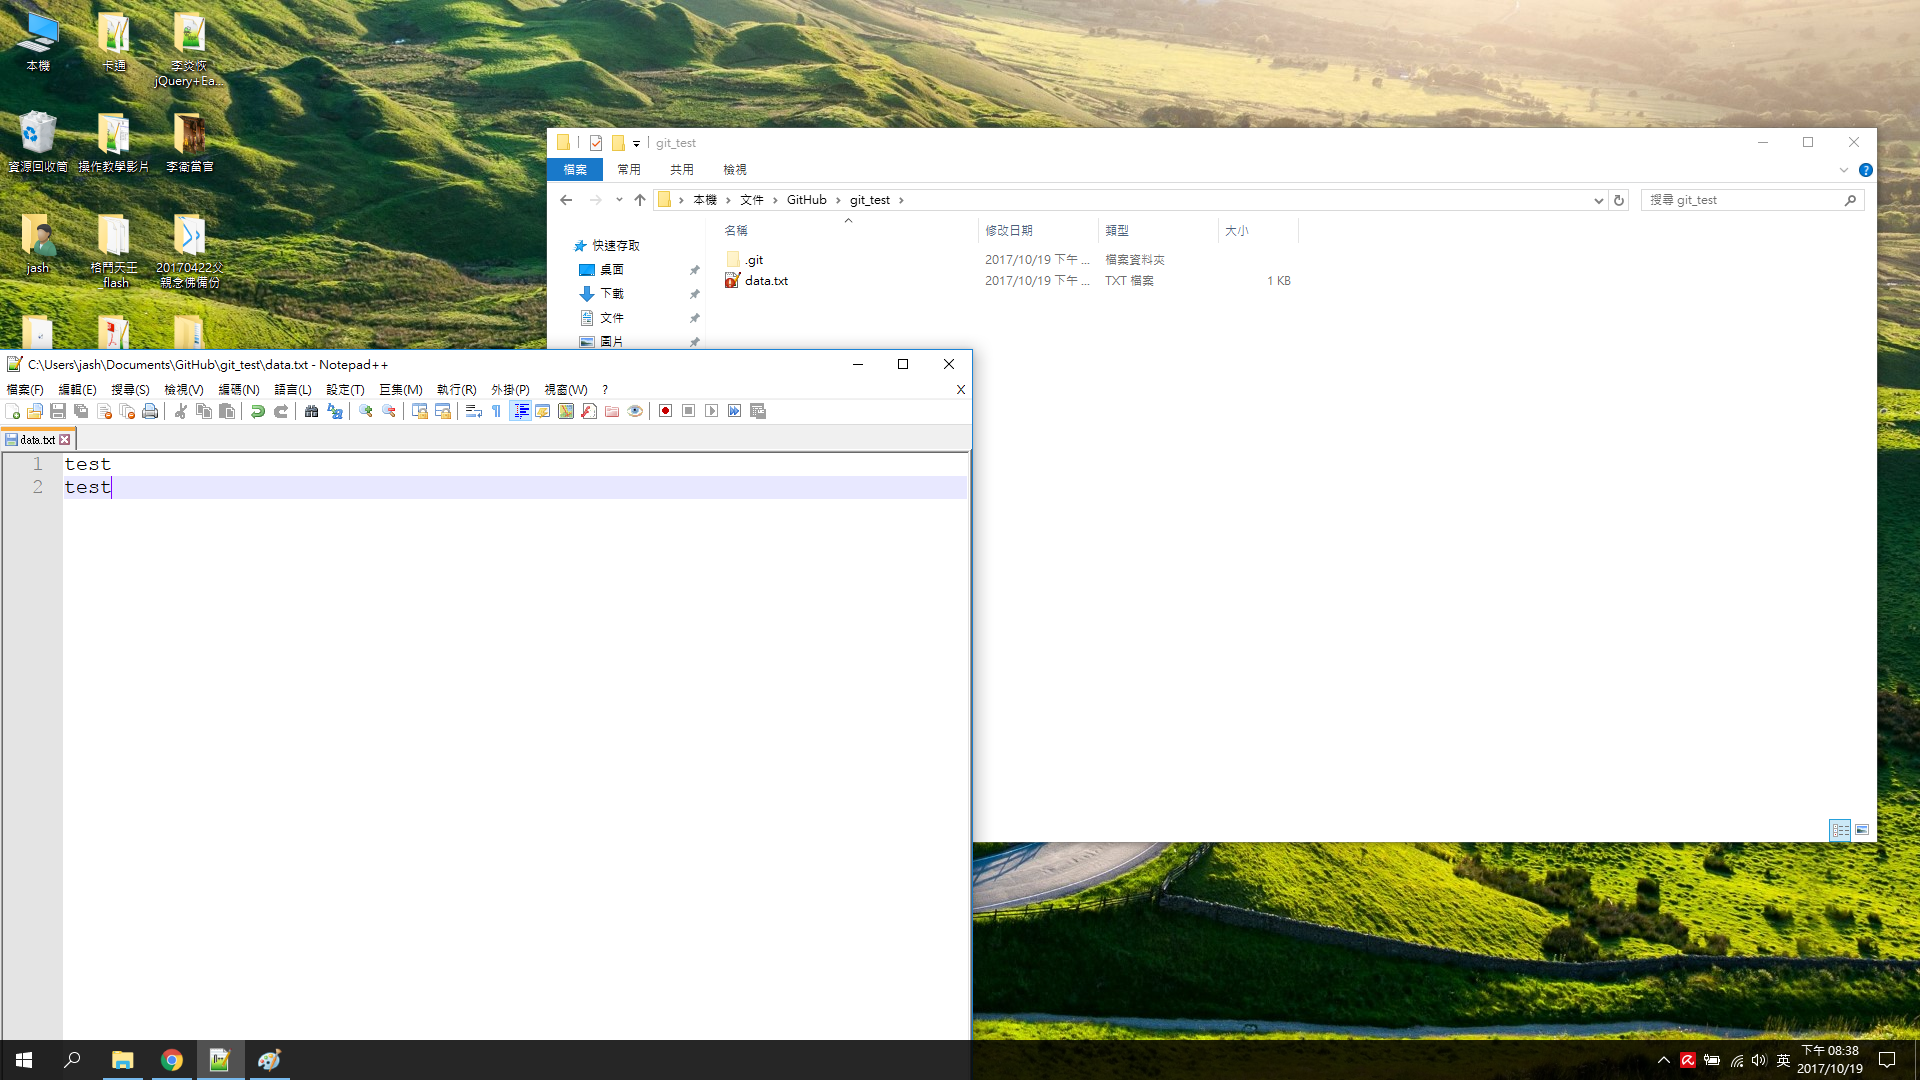 本機
卡通
李炎恢
jQuery+Ea...
資源回收筒
操作教學影片
李衛當官
jash
格鬥天王
_flash
20170422父
親念佛備份
git_test
檔案
常用
共用
檢視
本機
文件
GitHub
git_test
搜尋 git_test
名稱
修改日期
類型
大小
快速存取
桌面
下載
文件
圖片
.git
2017/10/19 下午 ...
檔案資料夾
data.txt
2017/10/19 下午 ...
TXT 檔案
1 KB
C:\Users\jash\Documents\GitHub\git_test\data.txt - Notepad++
檔案(F) 編輯(E) 搜尋(S) 檢視(V) 編碼(N) 語言(L) 設定(T) 巨集(M) 執行(R) 外掛(P) 視窗(W) ?
X
data.txt
1 test
2 test
英
下午 08:38
2017/10/19